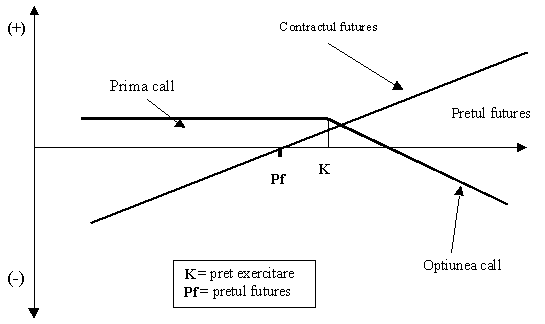 (+)
Contractul futures
Prima call
Pretul futures
Pf
K
Optiunea call
(-)
K = pret exercitare
Pf = pretul futures